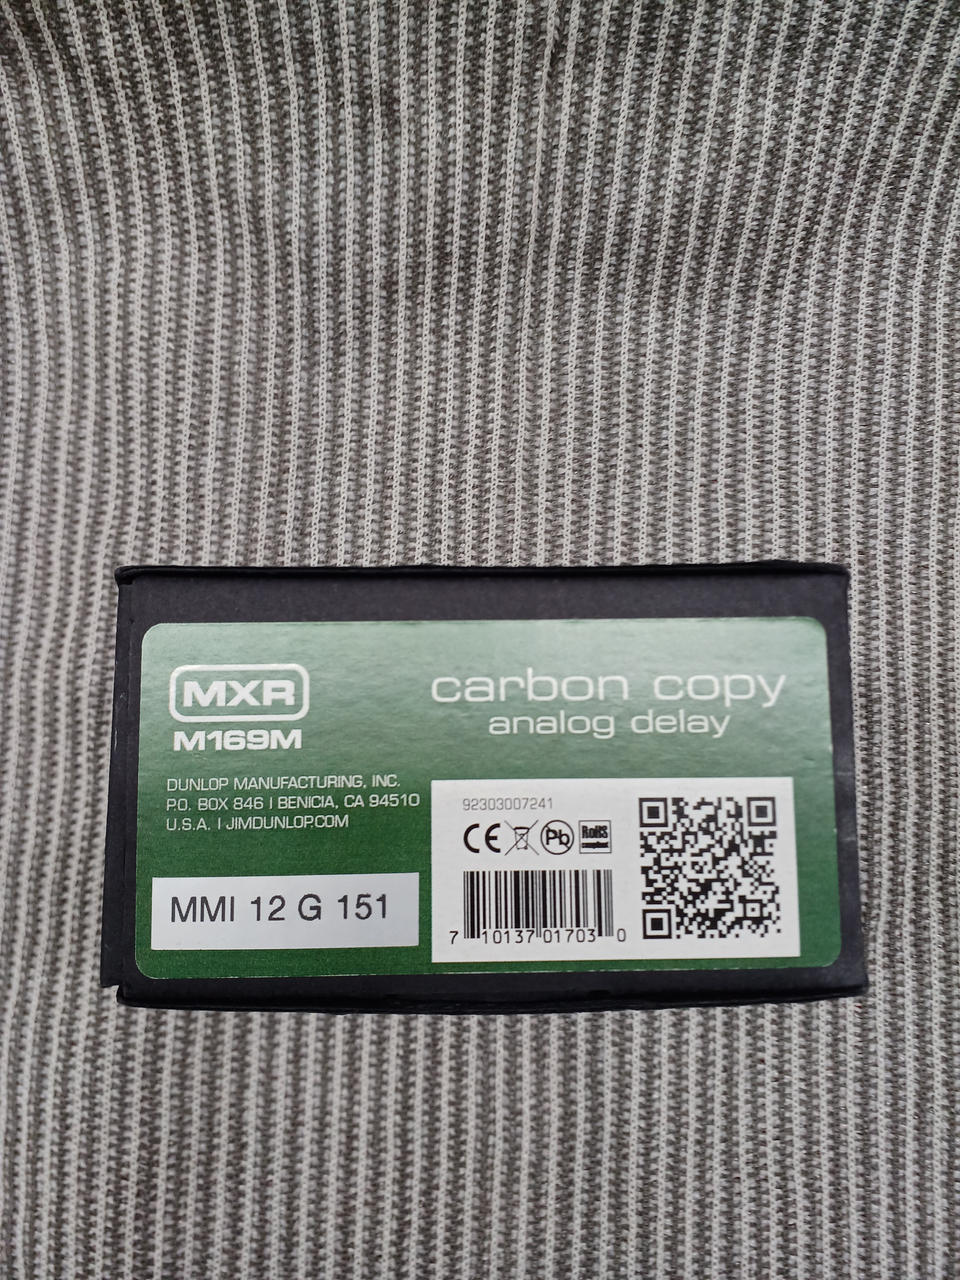 MXR
M169M
carbon copy
analog delay
DUNLOP MANUFACTURING, INC.
P.O. BOX 846 | BENICIA, CA 94510
U.S.A. | JIMDUNLOP.COM
MMI 12 G 151
92303007241
CE Pb RoHS
compliant
7 10137 01703 0